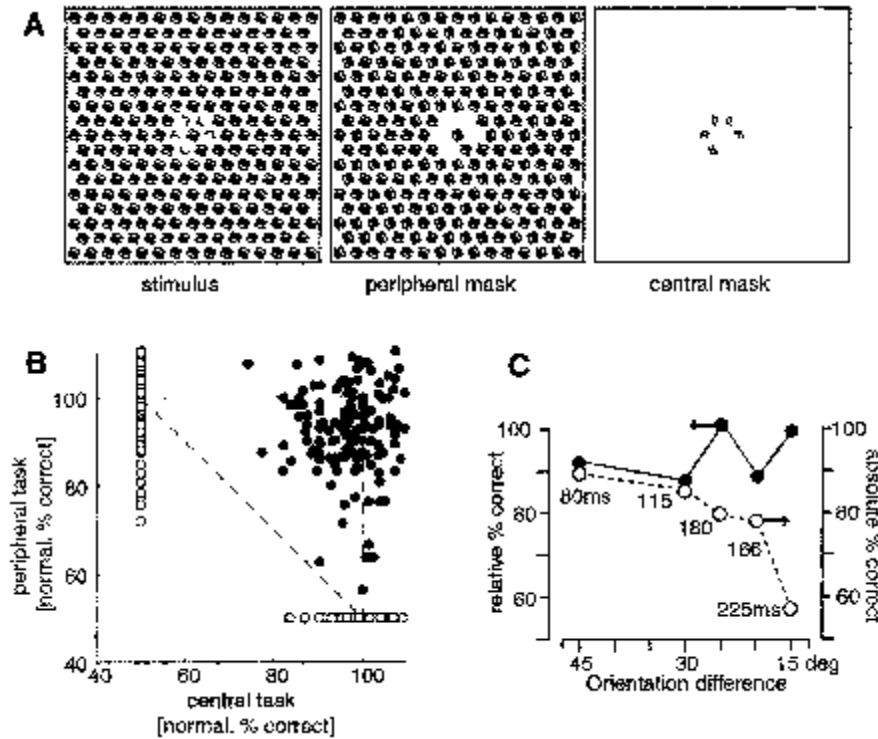 A
stimulus
peripheral mask
central mask
B
peripheral task
[normal. % correct]
100
80
60
40
40
60
80
100
central task
[normal. % correct]
C
relative % correct
100
80
60
80ms
115
180
166
225ms
100
80
60
absolute % correct
45
30
15 deg
Orientation difference